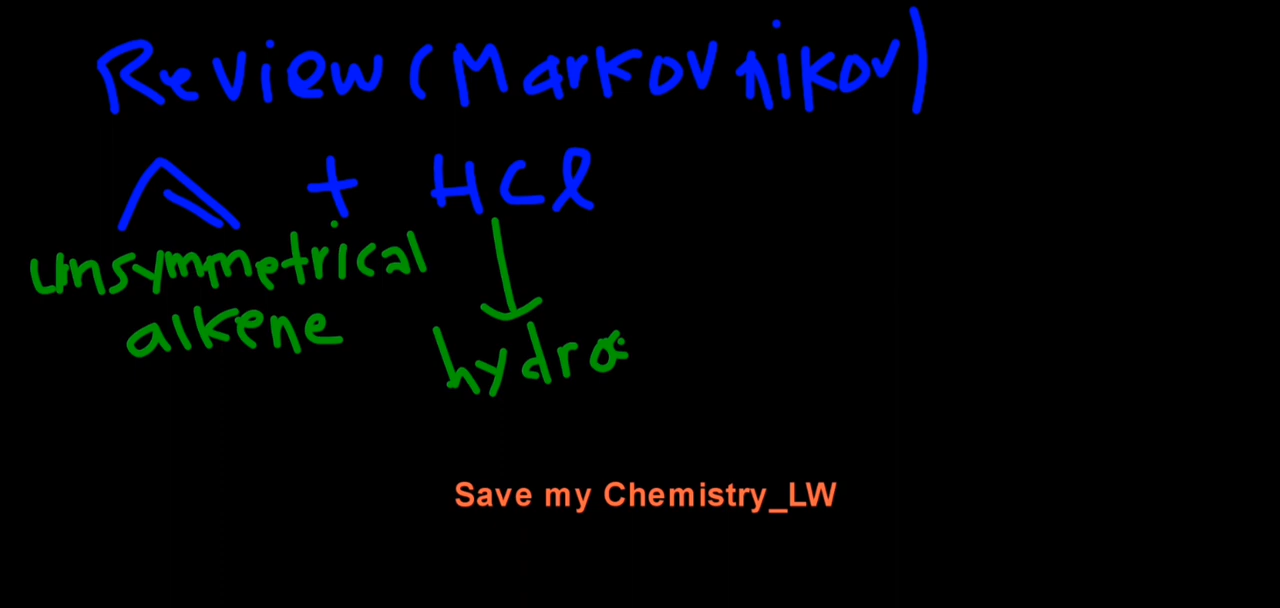 Review (Markovnikov)
+ HCl
unsymmetrical
alkene
hydro
Save my Chemistry_LW